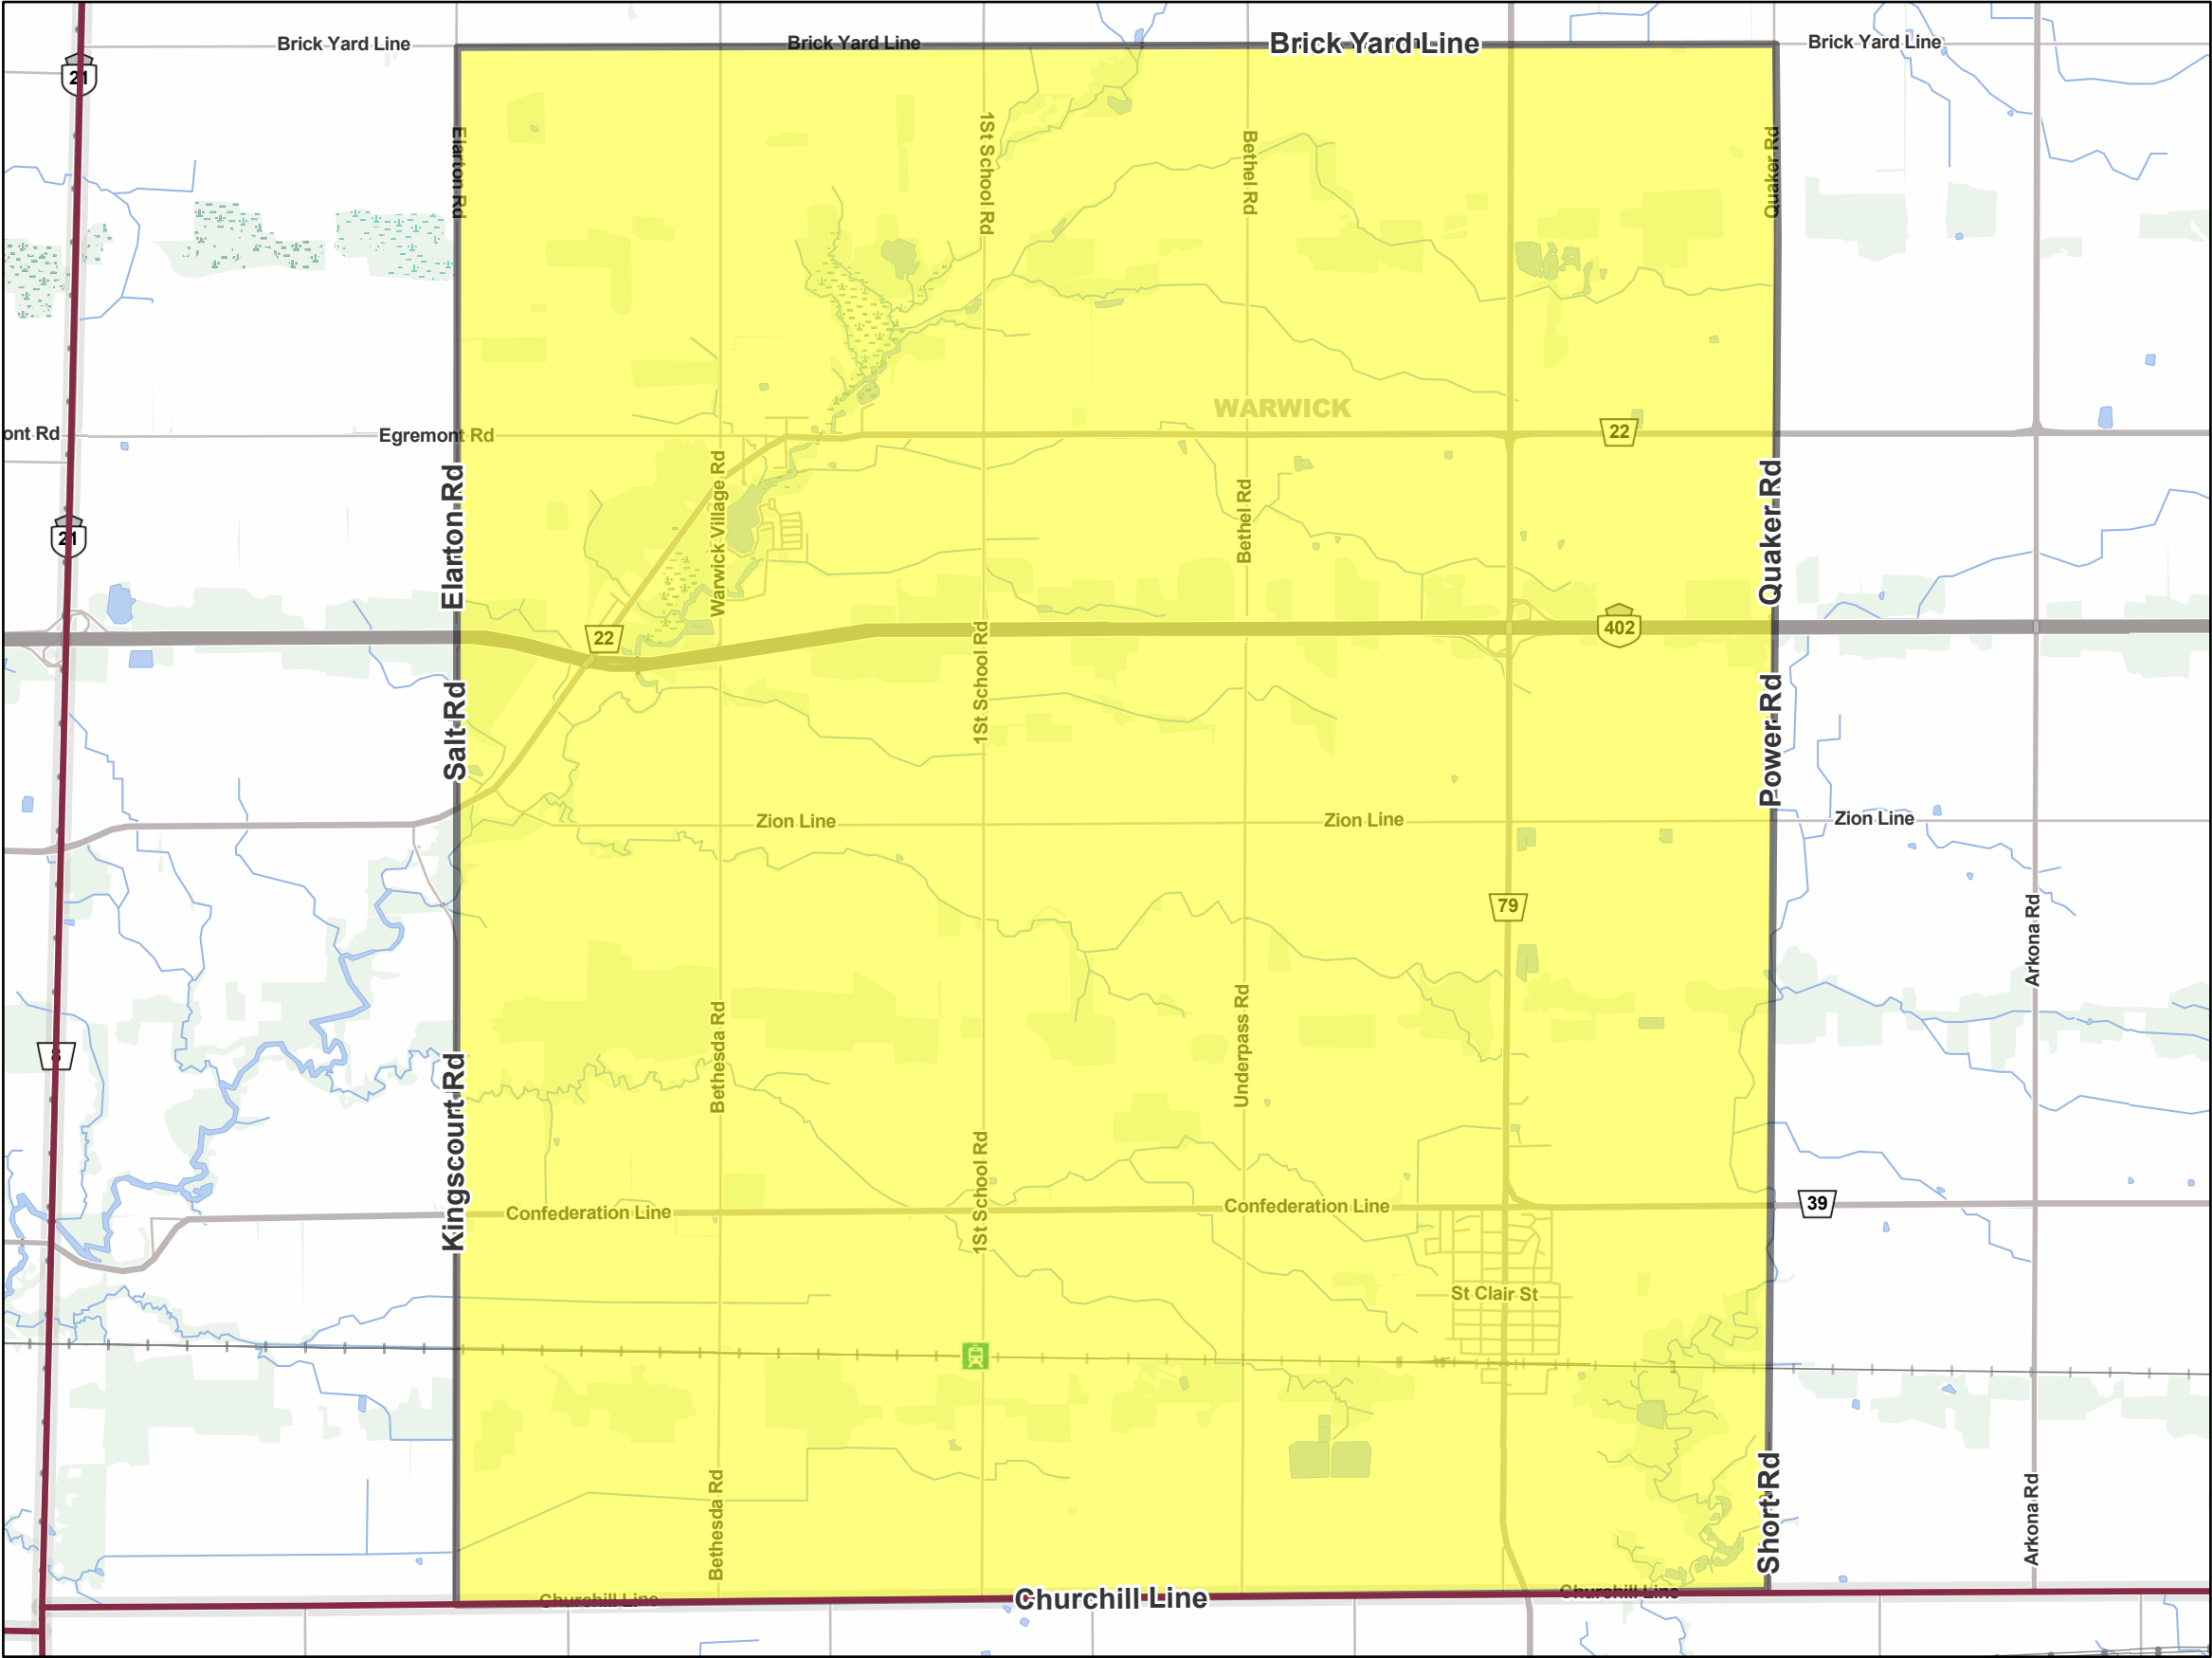 Brick Yard Line
Brick Yard Line
Brick Yard Line
Brick Yard Line
21
Elarton Rd
1St School Rd
Bethel Rd
Quaker Rd
WARWICK
ont Rd
Egremont Rd
22
21
Elarton Rd
Warwick Village Rd
Bethel Rd
Quaker Rd
22
402
1St School Rd
Salt Rd
Power Rd
Zion Line
Zion Line
Zion Line
79
Arkona Rd
Kingscourt Rd
Bethesda Rd
Underpass Rd
1St School Rd
Confederation Line
Confederation Line
39
St Clair St
Bethesda Rd
Short Rd
Arkona Rd
Churchill Line
Churchill Line
Churchill Line